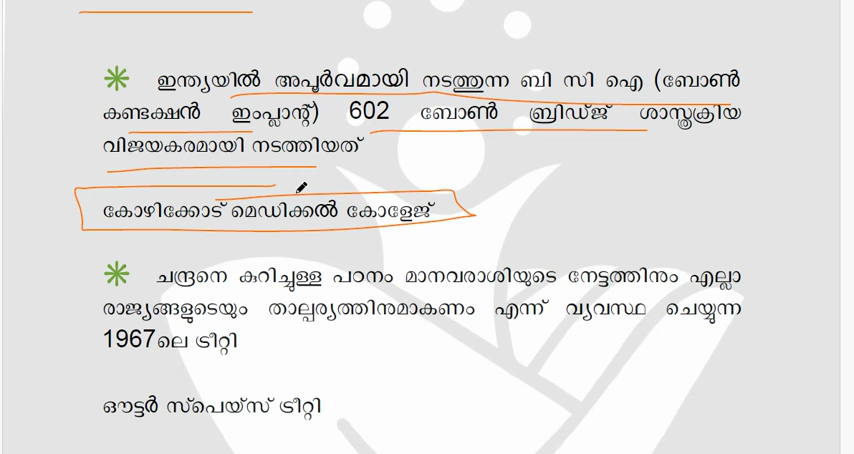 ഇന്ത്യയിൽ അപൂർവമായി നടത്തുന്ന ബി സി ഐ (ബോൺ
കണ്ടക്ഷൻ ഇംപ്ലാന്റ്) 602 ബോൺ ബ്രിഡ്ജ് ശാസ്ത്രക്രിയ
വിജയകരമായി നടത്തിയത്
കോഴിക്കോട് മെഡിക്കൽ കോളേജ്
ചന്ദ്രനെ കുറിച്ചുള്ള പഠനം മാനവരാശിയുടെ നേട്ടത്തിനും എല്ലാ
രാജ്യങ്ങളുടെയും താല്പര്യത്തിനുമാകണം എന്ന് വ്യവസ്ഥ ചെയ്യുന്ന
1967ലെ ട്രീറ്റി
ഔട്ടർ സ്പെയ്സ് ട്രീറ്റി